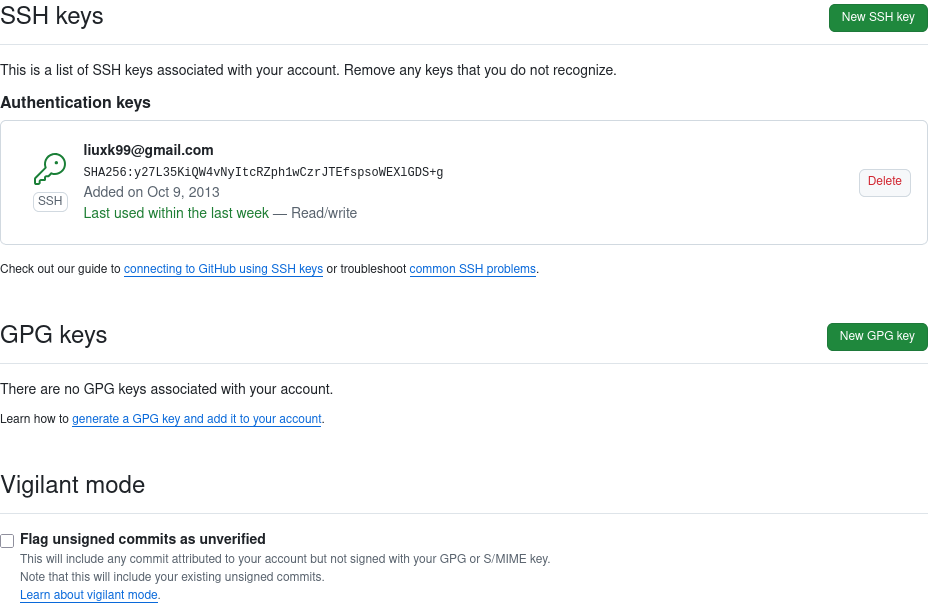 SSH keys
New SSH key
This is a list of SSH keys associated with your account. Remove any keys that you do not recognize.
Authentication keys
liuxk99@gmail.com
SHA256:y27L35KiQW4vNyItcRZph1wCzrJTEfspsoWEXlGDS+g
Added on Oct 9, 2013
Last used within the last week — Read/write
SSH
Delete
Check out our guide to connecting to GitHub using SSH keys or troubleshoot common SSH problems.
GPG keys
New GPG key
There are no GPG keys associated with your account.
Learn how to generate a GPG key and add it to your account.
Vigilant mode
Flag unsigned commits as unverified
This will include any commit attributed to your account but not signed with your GPG or S/MIME key.
Note that this will include your existing unsigned commits.
Learn about vigilant mode.